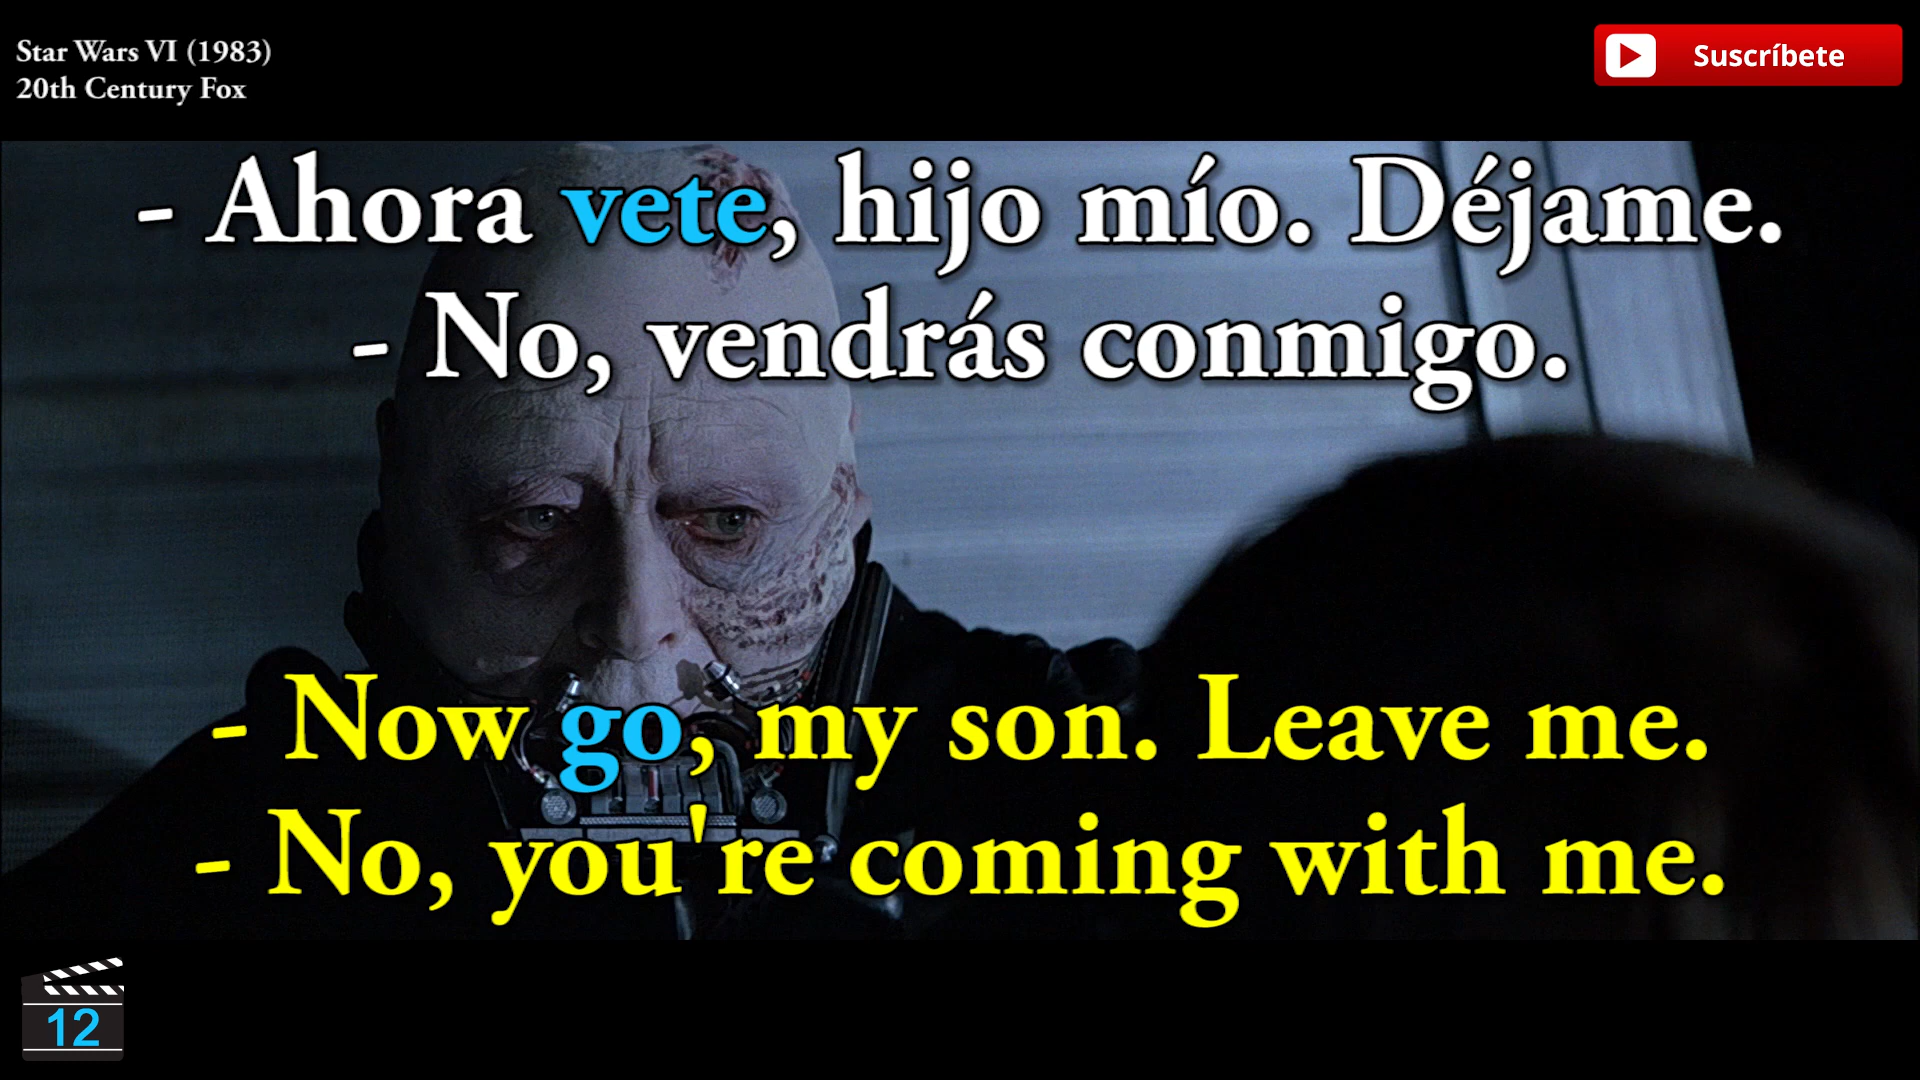 Star Wars VI (1983)
20th Century Fox
Suscríbete
- Ahora vete, hijo mío. Déjame.
- No, vendrás conmigo.
- Now go, my son. Leave me.
- No, you're coming with me.
12